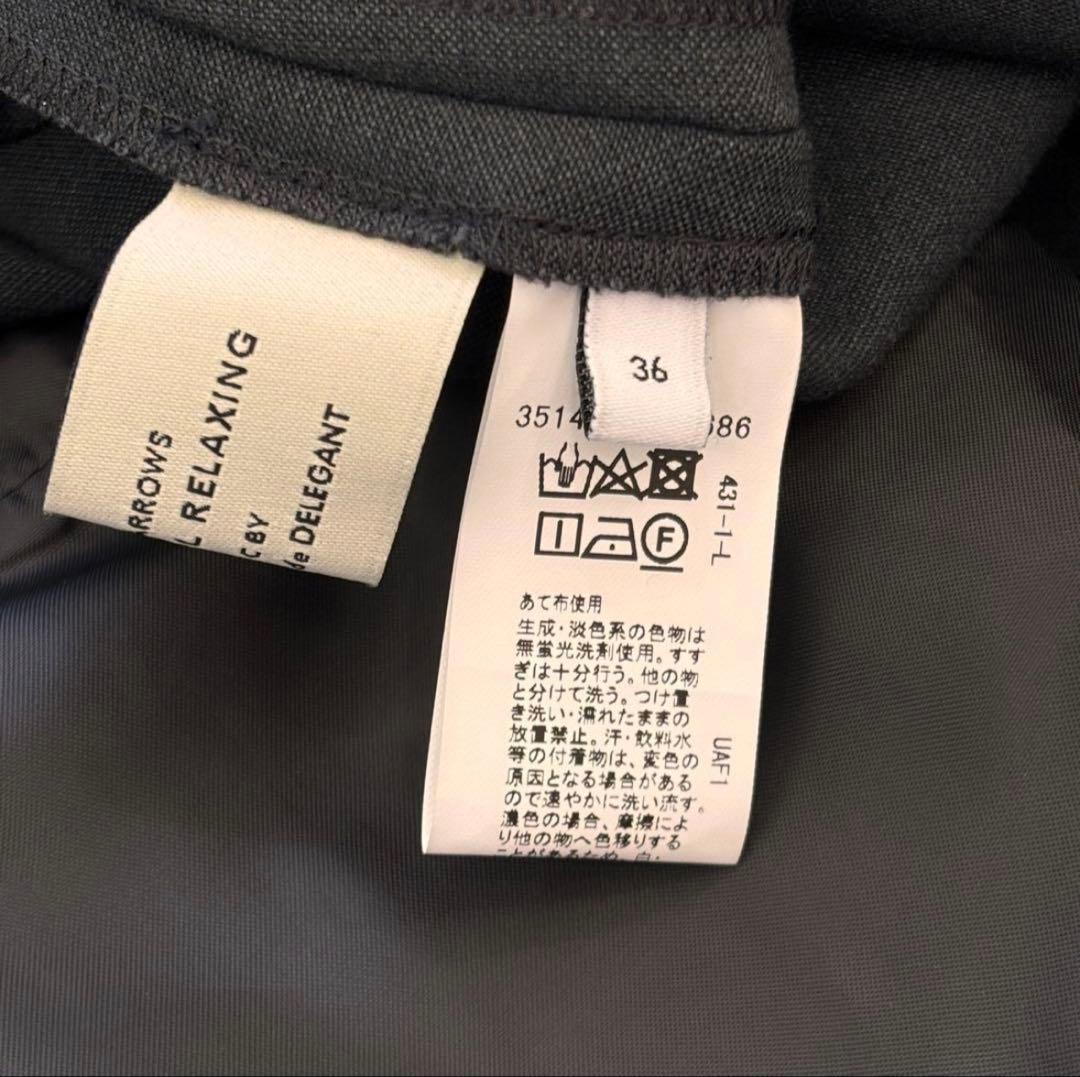 RELAXING
DELEGANT
36
あて布使用
生成・淡色系の色物は
無蛍光洗剤使用。すす
ぎは十分行う。他の物
と分けて洗う。つけ置
き洗い・濡れたままの
放置禁止。汗・飲料水
等の付着物は、変色の
原因となる場合がある
ので速やかに洗い流す。
濃色の場合、摩擦によ
り他の物へ色移りする
431-1-L
UAF1